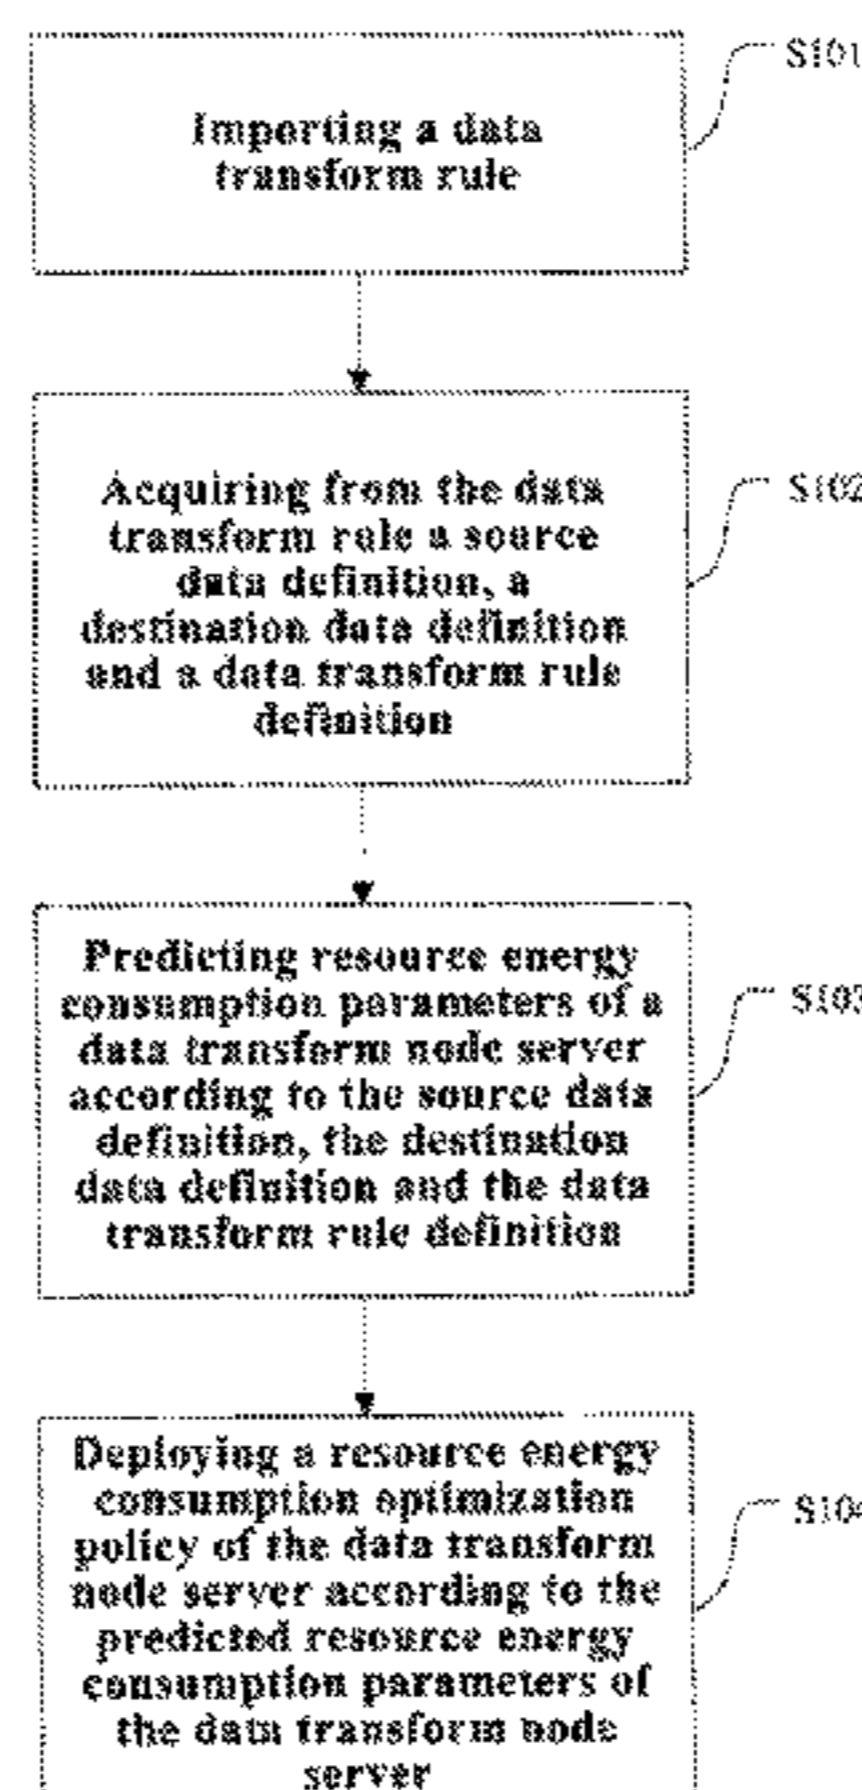 S101
Importing a data
transform rule
S102
Acquiring from the data
transform rule a source
data definition, a
destination data definition
and a data transform rule
definition
S103
Predicting resource energy
consumption parameters of a
data transform node server
according to the source data
definition, the destination
data definition and the data
transform rule definition
S104
Deploying a resource energy
consumption optimization
policy of the data transform
node server according to the
predicted resource energy
consumption parameters of
the data transform node
server